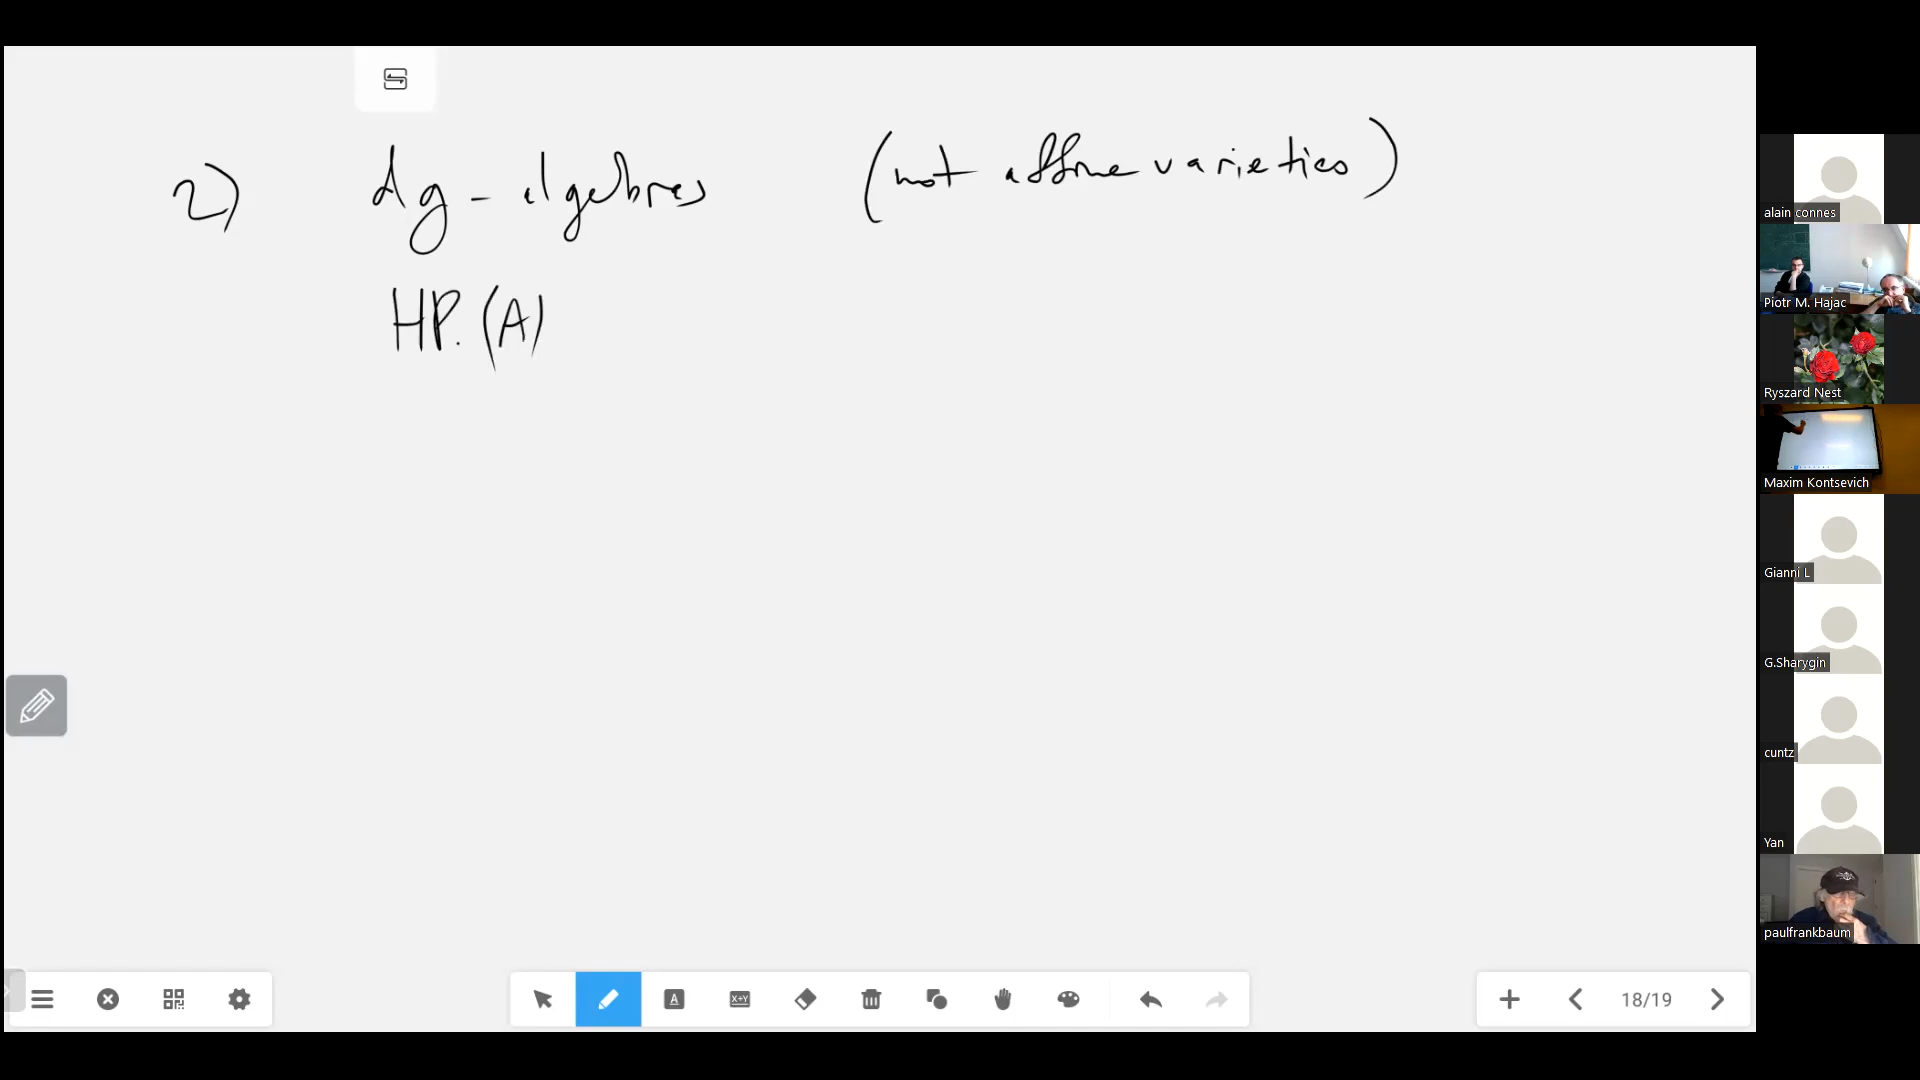 2) dg-algebras (not affine varieties)
HP.(A)
alain connes
Piotr M. Hajac
Ryszard Nest
Maxim Kontsevich
Gianni L
G.Sharygin
cuntz
Yan
paulfrankbaum
A
X+Y
18/19